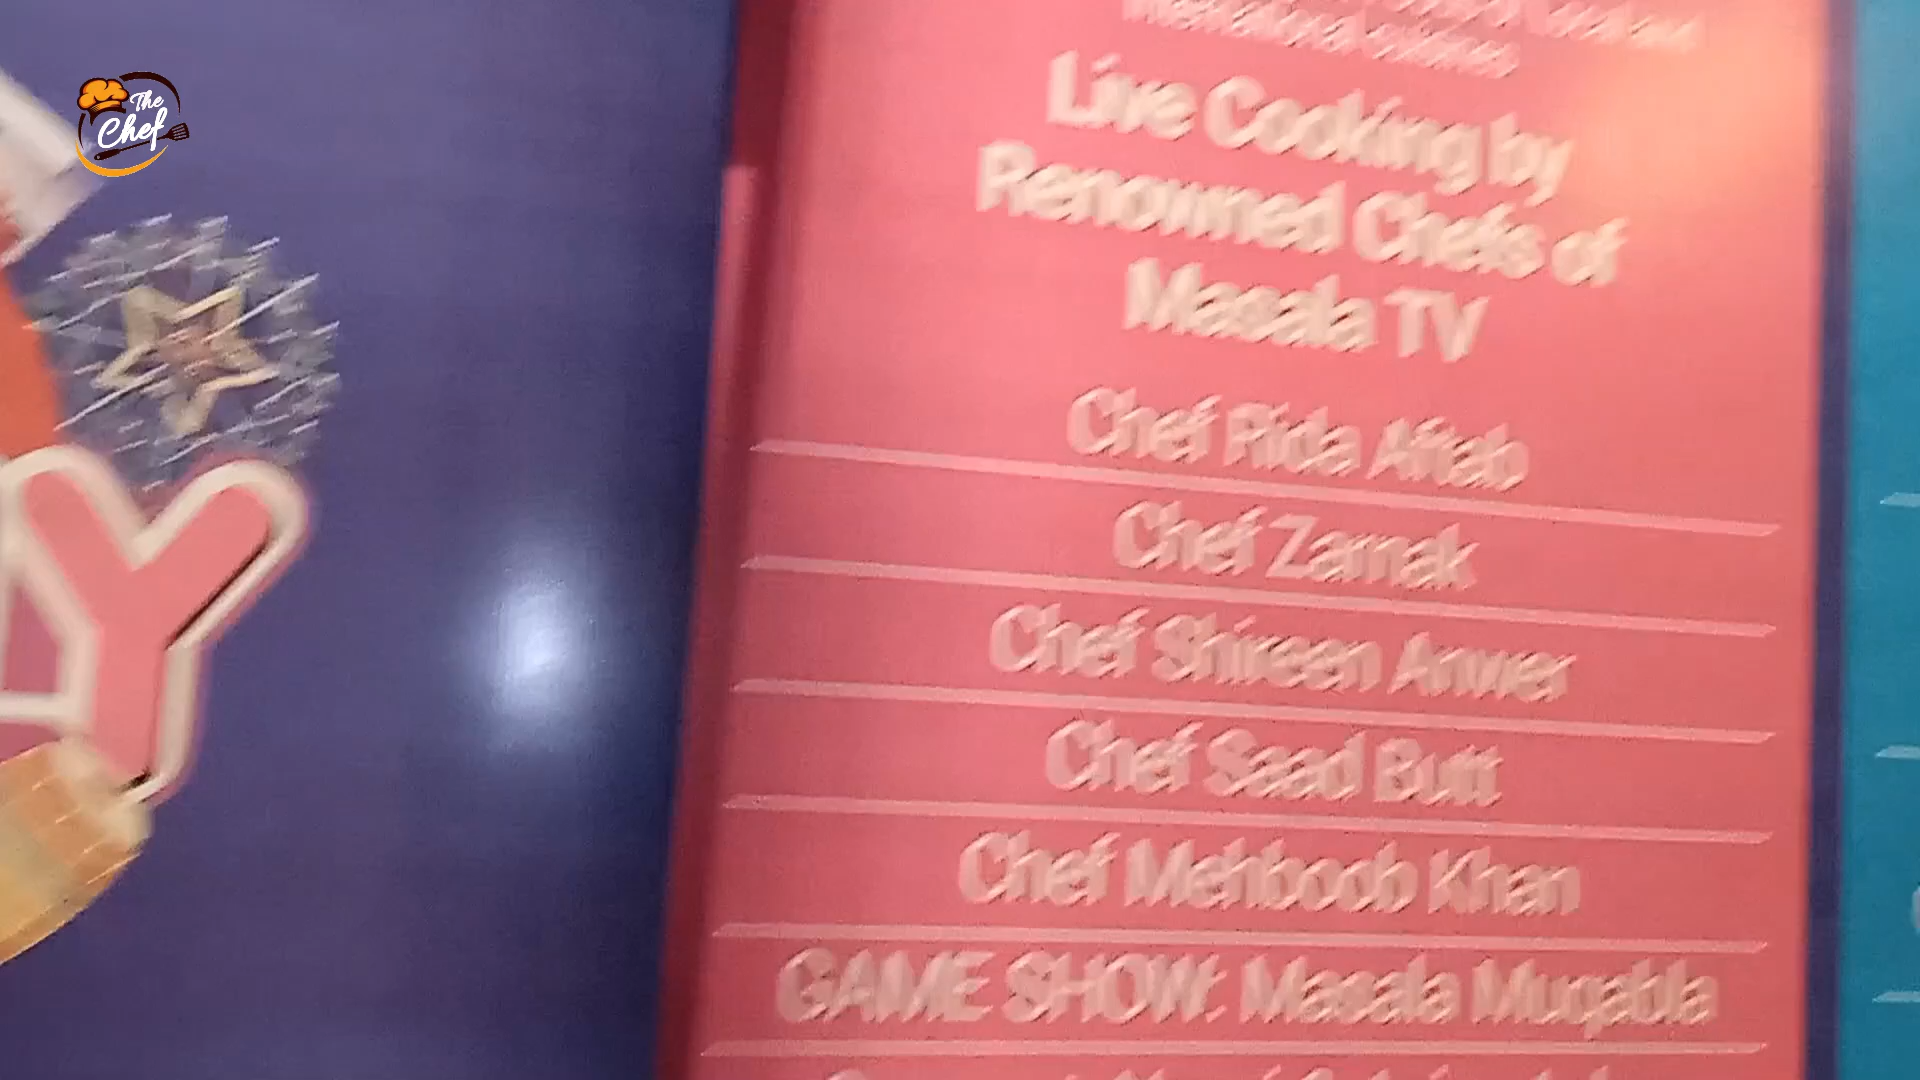 The
Chef
Live Cooking by
Renowned Chefs of
Masala TV
Chef Rida Aftab
Chef Zarnak
Chef Shireen Anwer
Chef Saad Butt
Chef Mehboob Khan
GAME SHOW: Masala Muqabla
Y